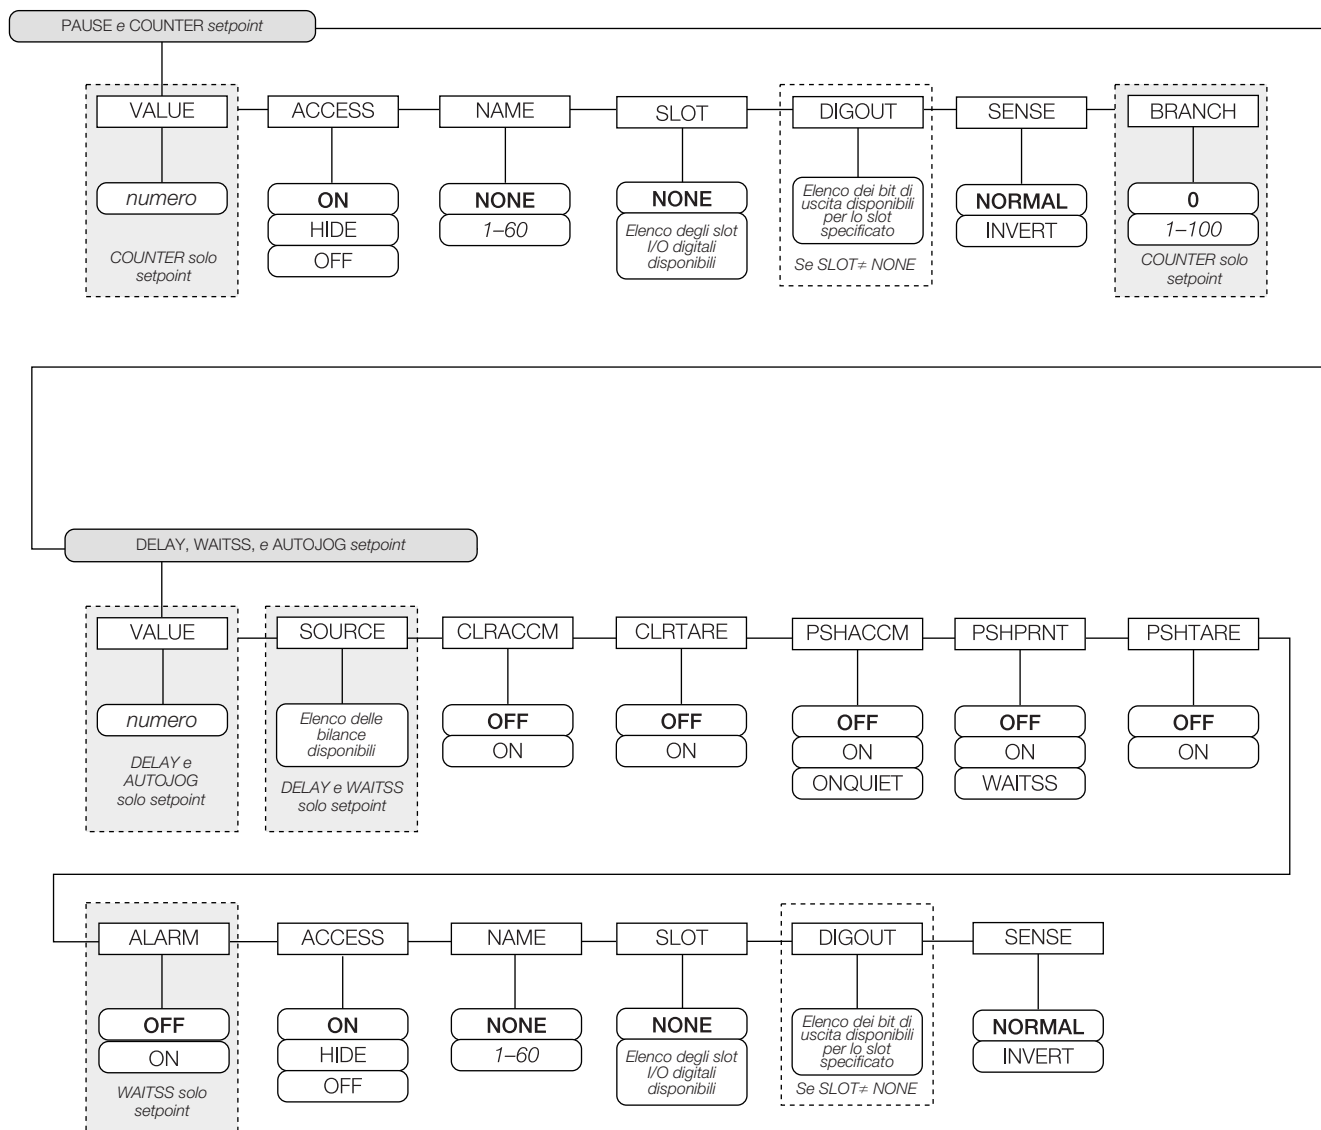 PAUSE e COUNTER setpoint
VALUE
ACCESS
NAME
SLOT
DIGOUT
SENSE
BRANCH
numero
COUNTER solo
setpoint
ON
HIDE
OFF
NONE
1–60
NONE
Elenco degli slot
I/O digitali
disponibili
Elenco dei bit di
uscita disponibili
per lo slot
specificato
Se SLOT≠ NONE
NORMAL
INVERT
0
1–100
COUNTER solo
setpoint
DELAY, WAITSS, e AUTOJOG setpoint
VALUE
SOURCE
CLRACCM
CLRTARE
PSHACCM
PSHPRNT
PSHTARE
numero
DELAY e
AUTOJOG
solo setpoint
Elenco delle
bilance
disponibili
DELAY e WAITSS
solo setpoint
OFF
ON
OFF
ON
OFF
ON
ONQUIET
OFF
ON
WAITSS
OFF
ON
ALARM
ACCESS
NAME
SLOT
DIGOUT
SENSE
OFF
ON
WAITSS solo
setpoint
ON
HIDE
OFF
NONE
1–60
NONE
Elenco degli slot
I/O digitali
disponibili
Elenco dei bit di
uscita disponibili
per lo slot
specificato
Se SLOT≠ NONE
NORMAL
INVERT